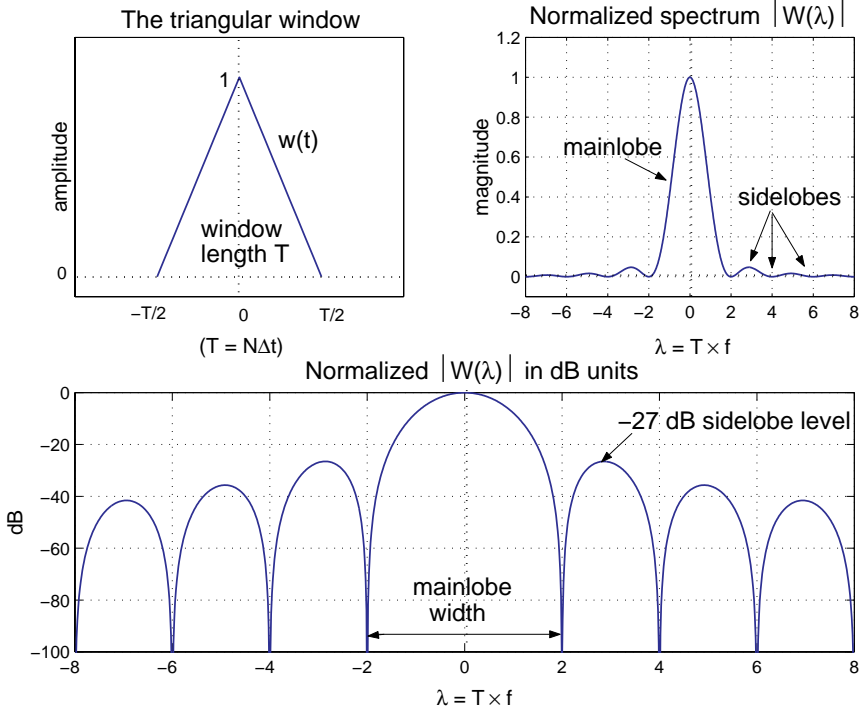 The triangular window
amplitude
1
w(t)
window
length T
0
−T/2
0
T/2
(T = N∆t)
Normalized spectrum |W(λ)|
magnitude
1.2
1
0.8
0.6
0.4
0.2
0
mainlobe
sidelobes
−8 −6 −4 −2 0 2 4 6 8
λ = T × f
Normalized |W(λ)| in dB units
dB
0
−20
−40
−60
−80
−100
−27 dB sidelobe level
mainlobe
width
−8 −6 −4 −2 0 2 4 6 8
λ = T × f